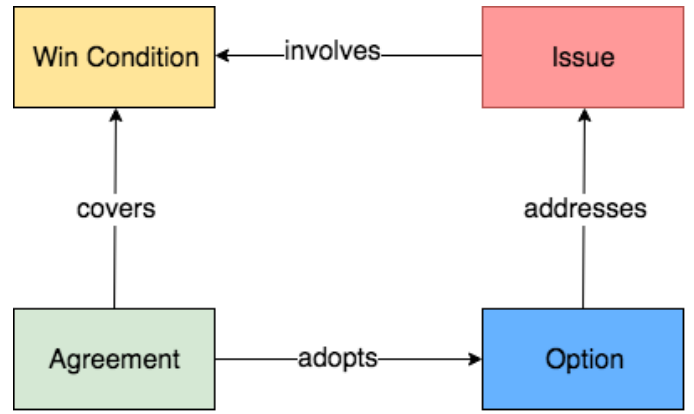 Win Condition
involves
Issue
covers
addresses
Agreement
adopts
Option